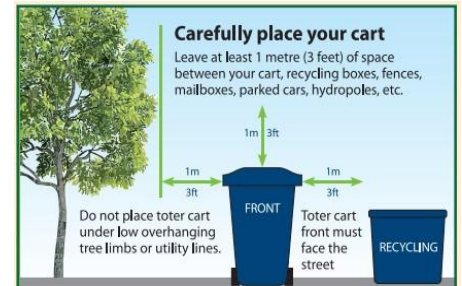 Carefully place your cart
Leave at least 1 metre (3 feet) of space
between your cart, recycling boxes, fences,
mailboxes, parked cars, hydropoles, etc.
1m 3ft
1m
3ft
1m
3ft
Do not place toter cart
under low overhanging
tree limbs or utility lines.
FRONT
Toter cart
front must
face the
street
RECYCLING